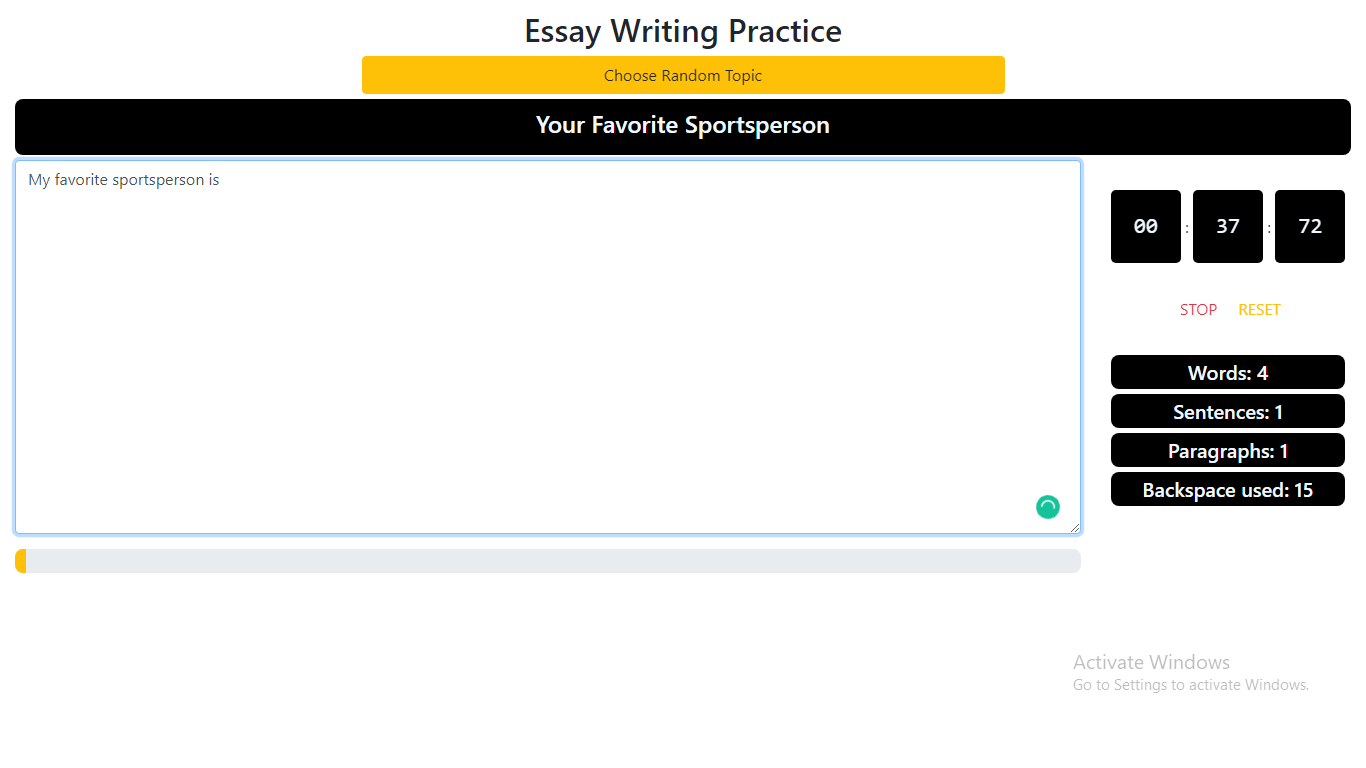 Essay Writing Practice
Choose Random Topic
Your Favorite Sportsperson
My favorite sportsperson is
00 : 37 : 72
STOP RESET
Words: 4
Sentences: 1
Paragraphs: 1
Backspace used: 15
Activate Windows
Go to Settings to activate Windows.